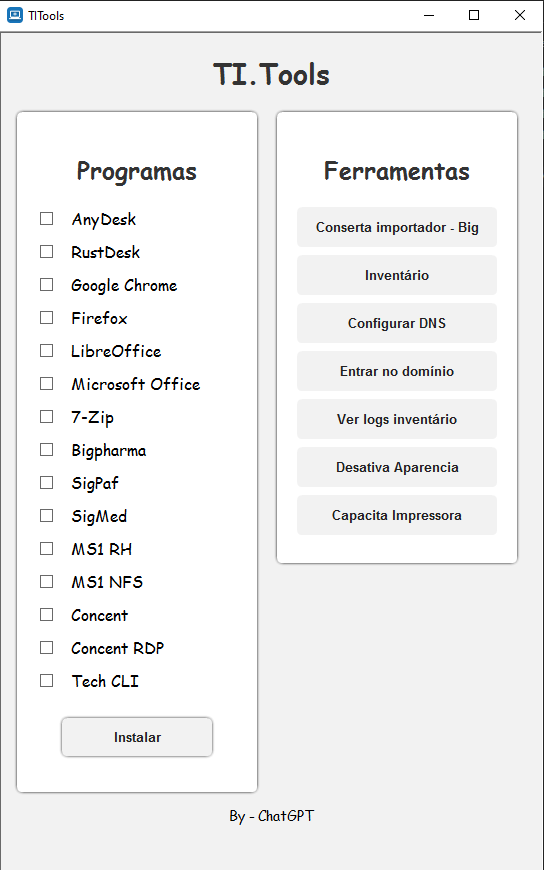 TITools
TI.Tools
Programas
AnyDesk
RustDesk
Google Chrome
Firefox
LibreOffice
Microsoft Office
7-Zip
Bigpharma
SigPaf
SigMed
MS1 RH
MS1 NFS
Concent
Concent RDP
Tech CLI
Instalar
Ferramentas
Conserta importador - Big
Inventário
Configurar DNS
Entrar no domínio
Ver logs inventário
Desativa Aparencia
Capacita Impressora
By - ChatGPT